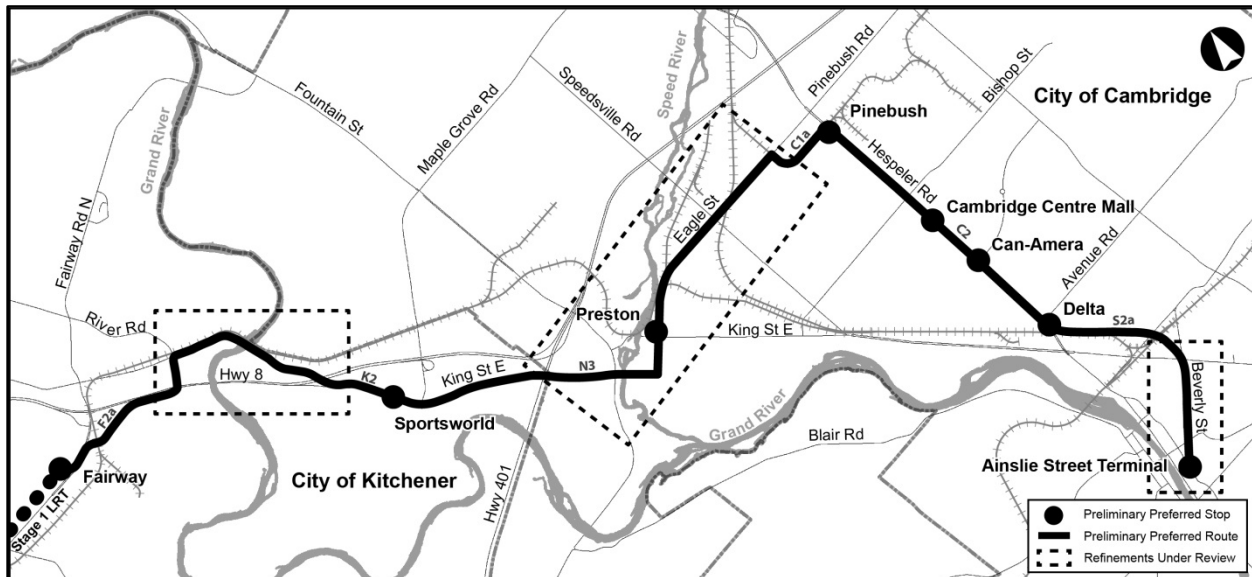 Grand River
Fountain St
Maple Grove Rd
Speedsville Rd
Speed River
Pinebush Rd
Bishop St
City of Cambridge
Pinebush
C1a
Hespeler Rd
Fairway Rd N
Eagle St
Cambridge Centre Mall
C2
Can-Amera
Avenue Rd
River Rd
Preston
King St E
Delta
S2a
Hwy 8
K2
King St E
N3
Beverly St
F2a
Sportsworld
Grand River
Blair Rd
Fairway
City of Kitchener
Hwy 401
Ainslie Street Terminal
Stage 1 LRT
Preliminary Preferred Stop
Preliminary Preferred Route
Refinements Under Review